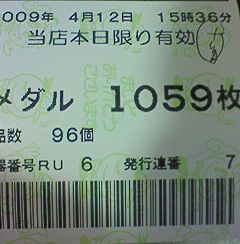 009年 4月12日 15時36分
当店本日限り有効
メダル 1059枚
品数 96個
器番号RU 6 発行連番 7